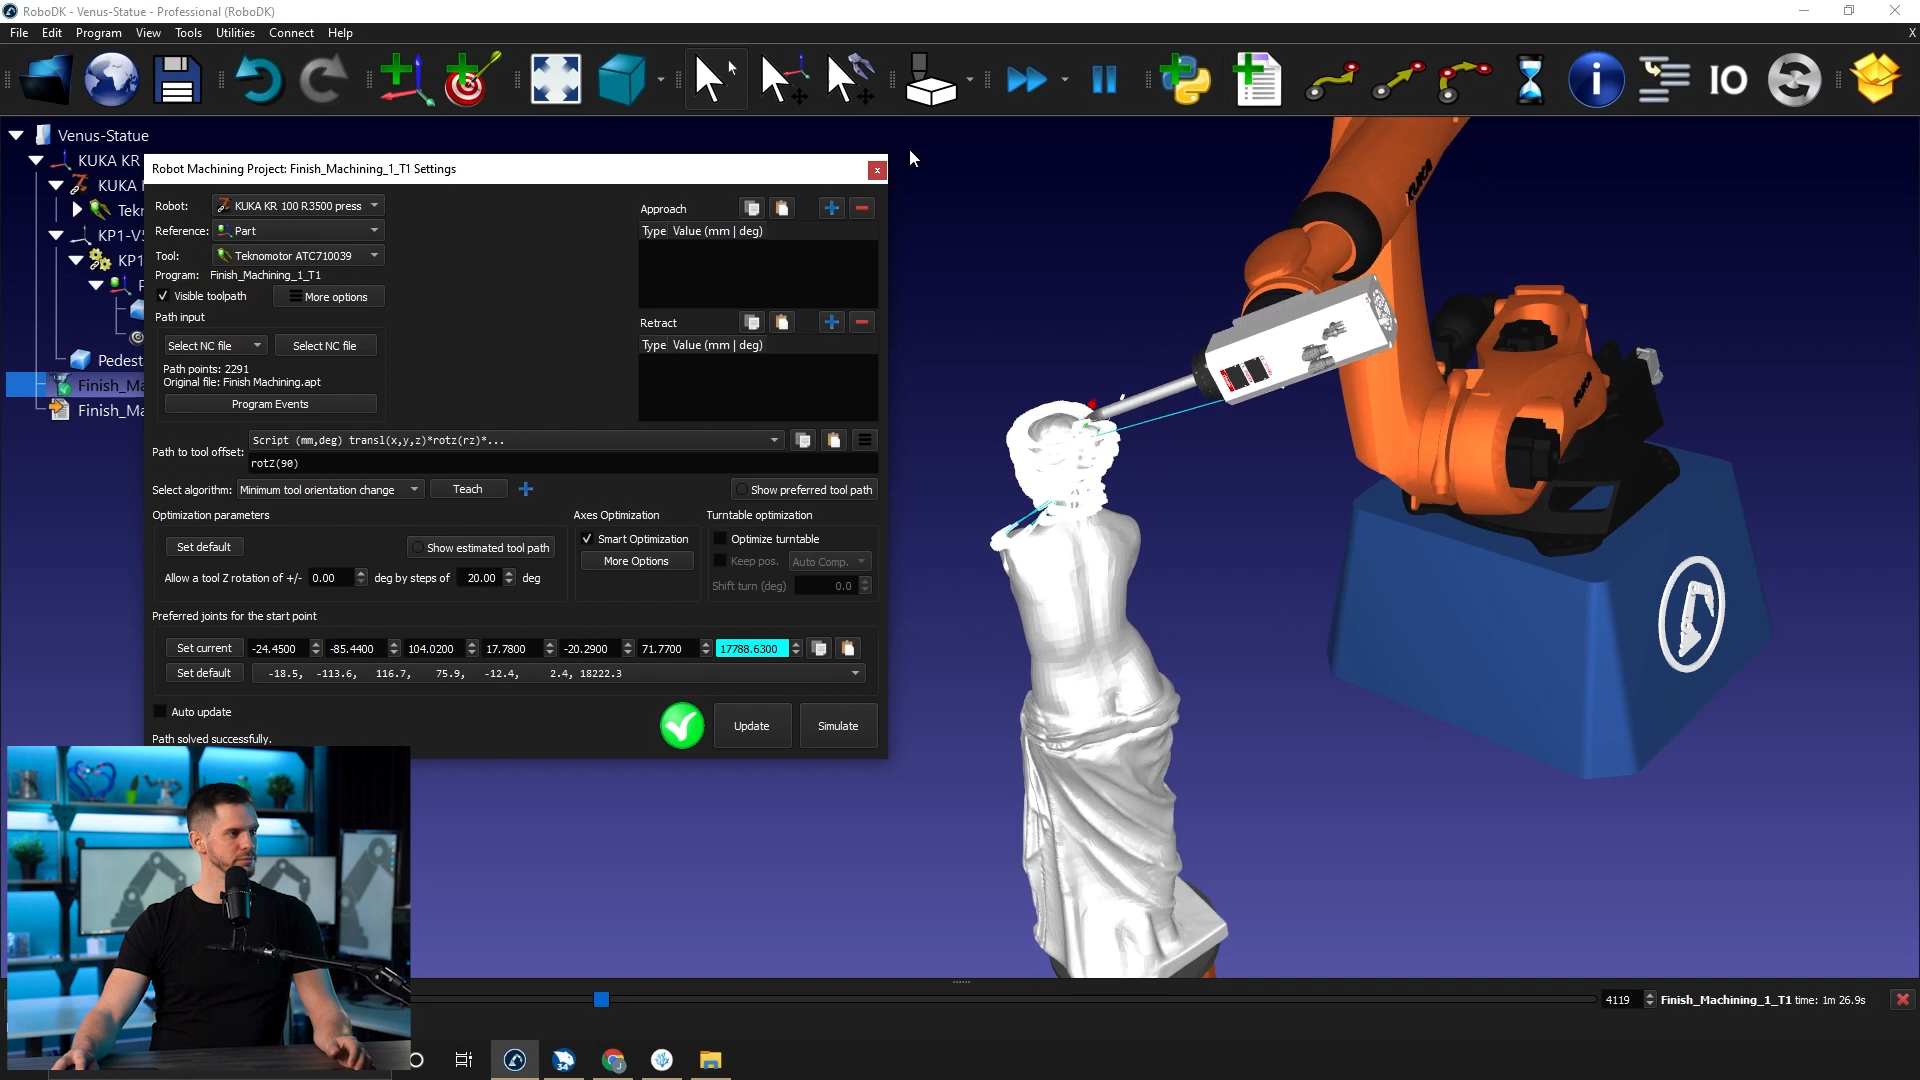 RoboDK - Venus-Statue - Professional (RoboDK)
File Edit Program View Tools Utilities Connect Help
X
IO
Venus-Statue
KUKA KR
KUKA
Tekr
KP1-V
KP1
Pedest
Finish_Ma
Finish_Ma
Robot Machining Project: Finish_Machining_1_T1 Settings
x
Robot: KUKA KR 100 R3500 press
Reference: Part
Tool: Teknomotor ATC710039
Program: Finish_Machining_1_T1
Visible toolpath More options
Path input
Select NC file Select NC file
Path points: 2291
Original file: Finish Machining.apt
Program Events
Approach
Type Value (mm | deg)
Retract
Type Value (mm | deg)
Path to tool offset: Script (mm,deg) transl(x,y,z)*rotz(rz)*...
rotZ(90)
Select algorithm: Minimum tool orientation change Teach Show preferred tool path
Optimization parameters
Set default Show estimated tool path
Allow a tool Z rotation of +/- 0.00 deg by steps of 20.00 deg
Axes Optimization
Smart Optimization
More Options
Turntable optimization
Optimize turntable
Keep pos. Auto Comp.
Shift turn (deg) 0.0
Preferred joints for the start point
Set current -24.4500 -85.4400 104.0200 17.7800 -20.2900 71.7700 17788.6300
Set default -18.5, -113.6, 116.7, 75.9, -12.4, 2.4, 18222.3
Auto update
Path solved successfully.
Update Simulate
KUKA
KUKA
4119 Finish_Machining_1_T1 time: 1m 26.9s
34